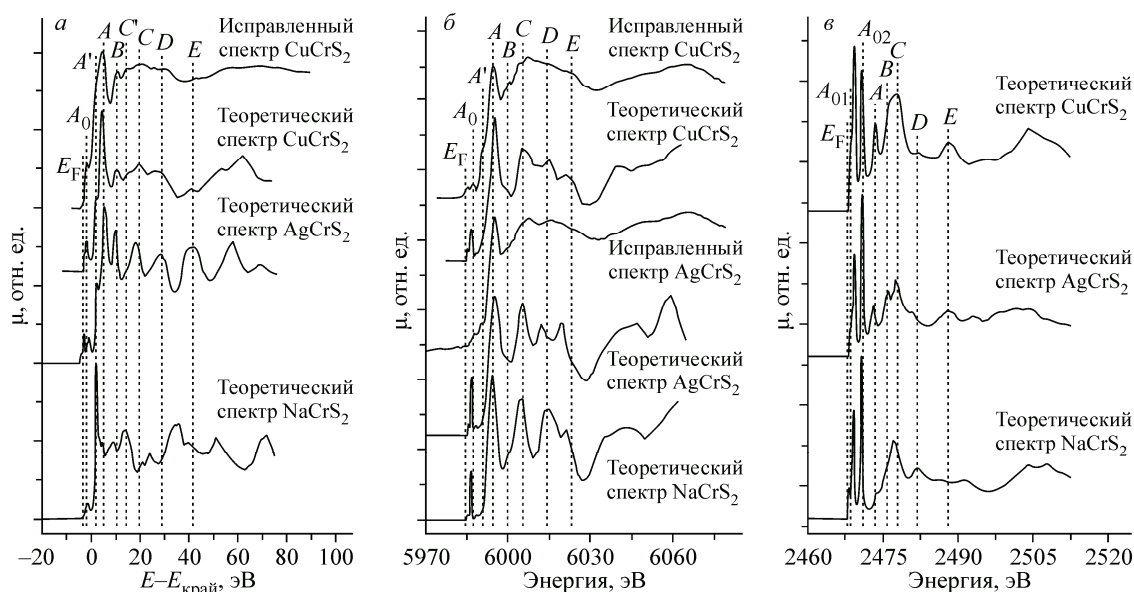 а
A'
A
B
C'
C
D
E
A0
EF
Исправленный
спектр CuCrS2
Теоретический
спектр CuCrS2
Теоретический
спектр AgCrS2
Теоретический
спектр NaCrS2
μ, отн. ед.
–20 0 20 40 60 80 100
E–Eкрай, эВ
б
A'
A
B
C
D
E
A0
EF
Исправленный
спектр CuCrS2
Теоретический
спектр CuCrS2
Исправленный
спектр AgCrS2
Теоретический
спектр AgCrS2
Теоретический
спектр NaCrS2
μ, отн. ед.
5970 6000 6030 6060
Энергия, эВ
в
A02
C
B
A01
A
EF
D
E
Теоретический
спектр CuCrS2
Теоретический
спектр AgCrS2
Теоретический
спектр NaCrS2
μ, отн. ед.
2460 2475 2490 2505 2520
Энергия, эВ